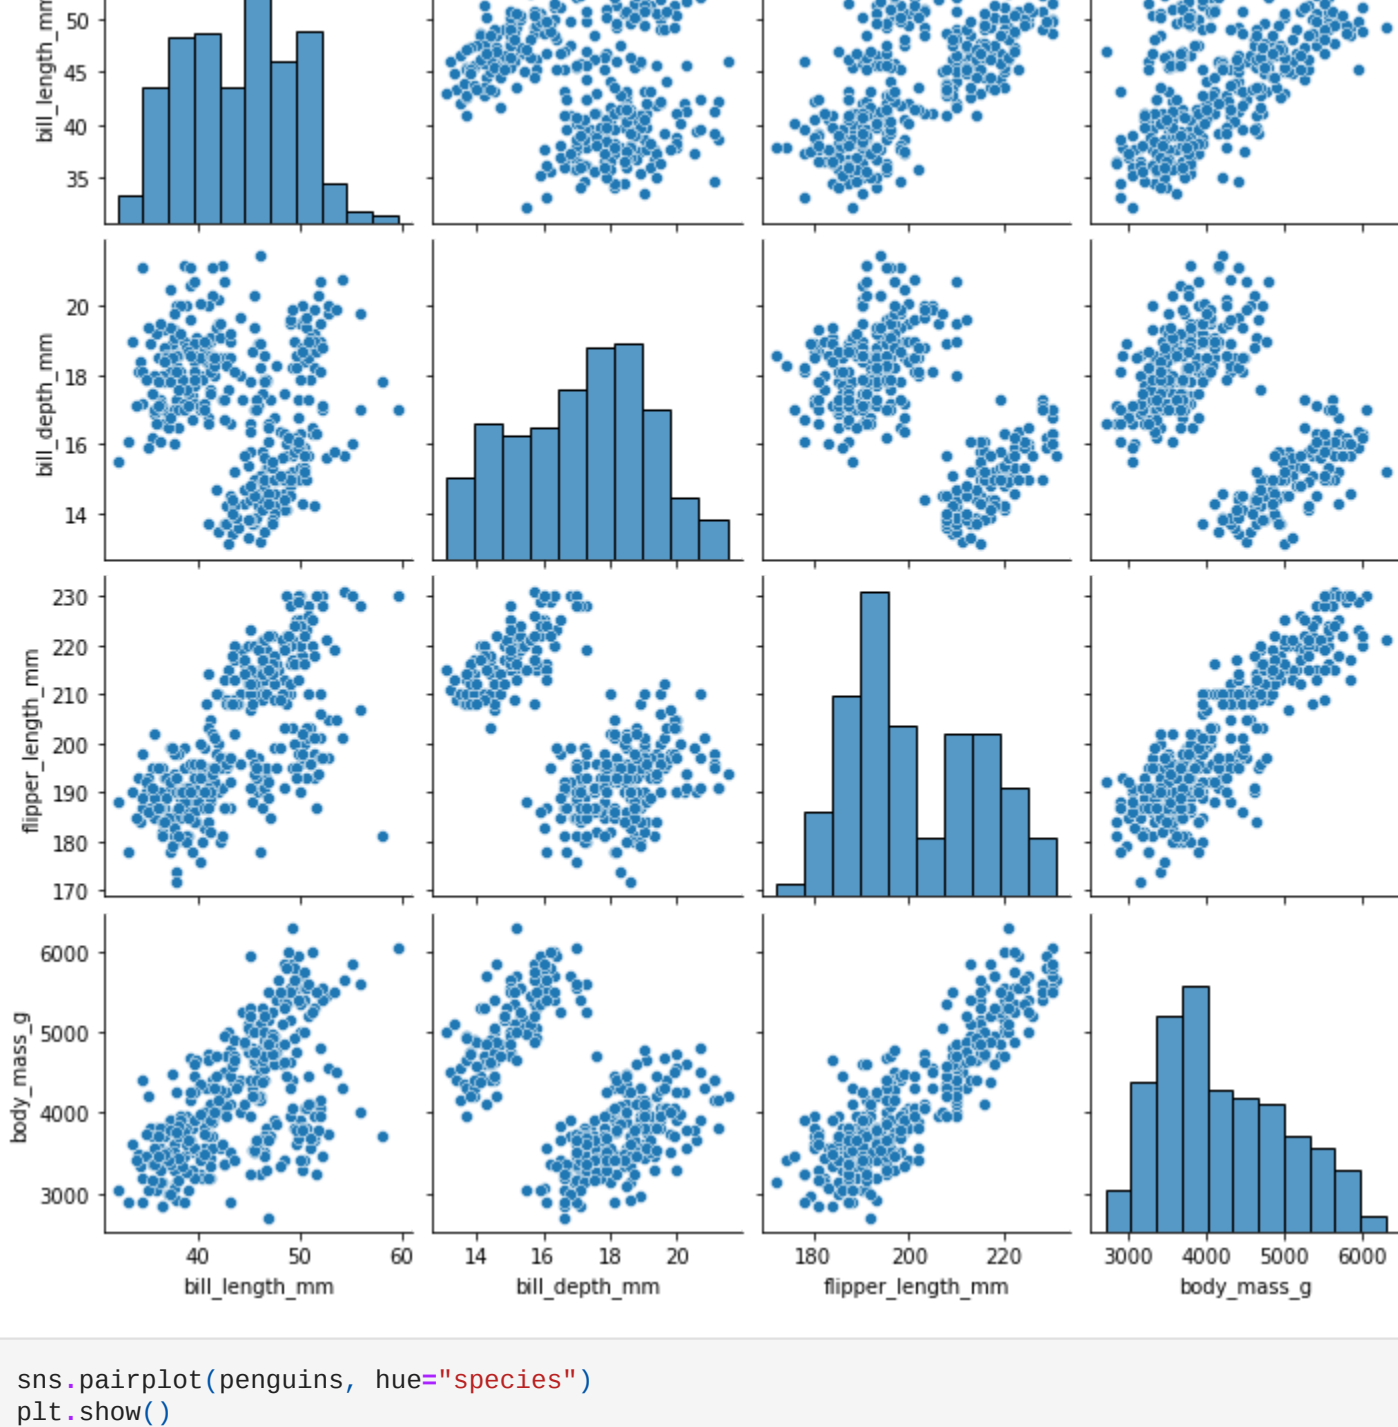 bill_length_mm
50
45
40
35
bill_depth_mm
20
18
16
14
flipper_length_mm
230
220
210
200
190
180
170
body_mass_g
6000
5000
4000
3000
40 50 60
14 16 18 20
180 200 220
3000 4000 5000 6000
bill_length_mm
bill_depth_mm
flipper_length_mm
body_mass_g
sns.pairplot(penguins, hue="species")
plt.show()